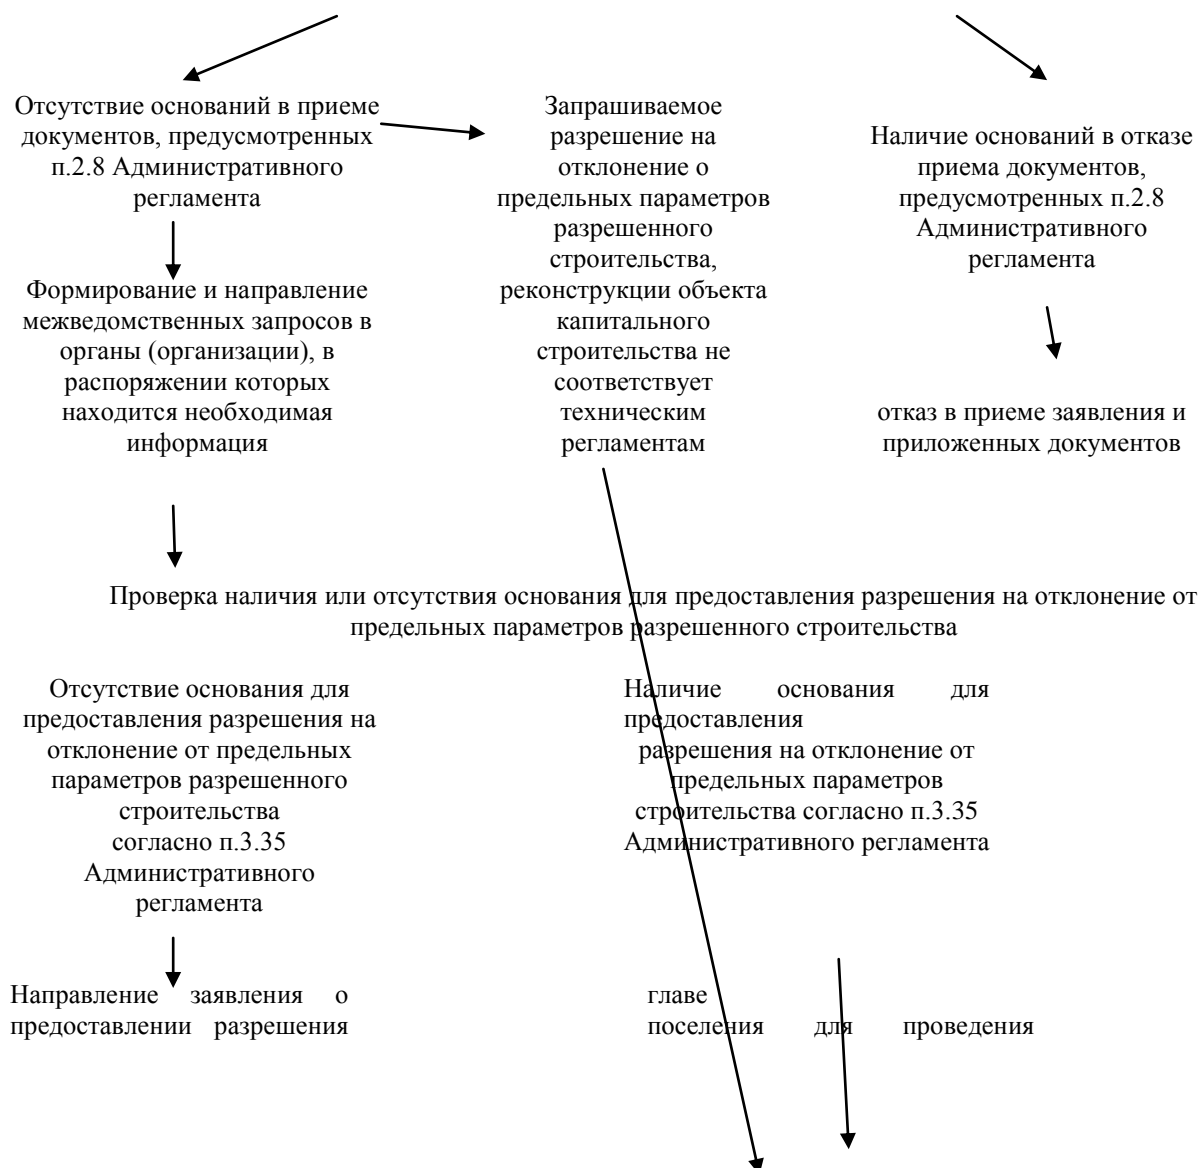 Отсутствие оснований в приеме
документов, предусмотренных
п.2.8 Административного
регламента
Запрашиваемое
разрешение на
отклонение о
предельных параметров
разрешенного
строительства,
реконструкции объекта
капитального
строительства не
соответствует
техническим
регламентам
Наличие оснований в отказе
приема документов,
предусмотренных п.2.8
Административного
регламента
Формирование и направление
межведомственных запросов в
органы (организации), в
распоряжении которых
находится необходимая
информация
отказ в приеме заявления и
приложенных документов
Проверка наличия или отсутствия основания для предоставления разрешения на отклонение от
предельных параметров разрешенного строительства
Отсутствие основания для
предоставления разрешения на
отклонение от предельных
параметров разрешенного
строительства
согласно п.3.35
Административного
регламента
Наличие основания для
предоставления
разрешения на отклонение от
предельных параметров
строительства согласно п.3.35
Административного регламента
Направление заявления о
предоставлении разрешения
главе
поселения для проведения